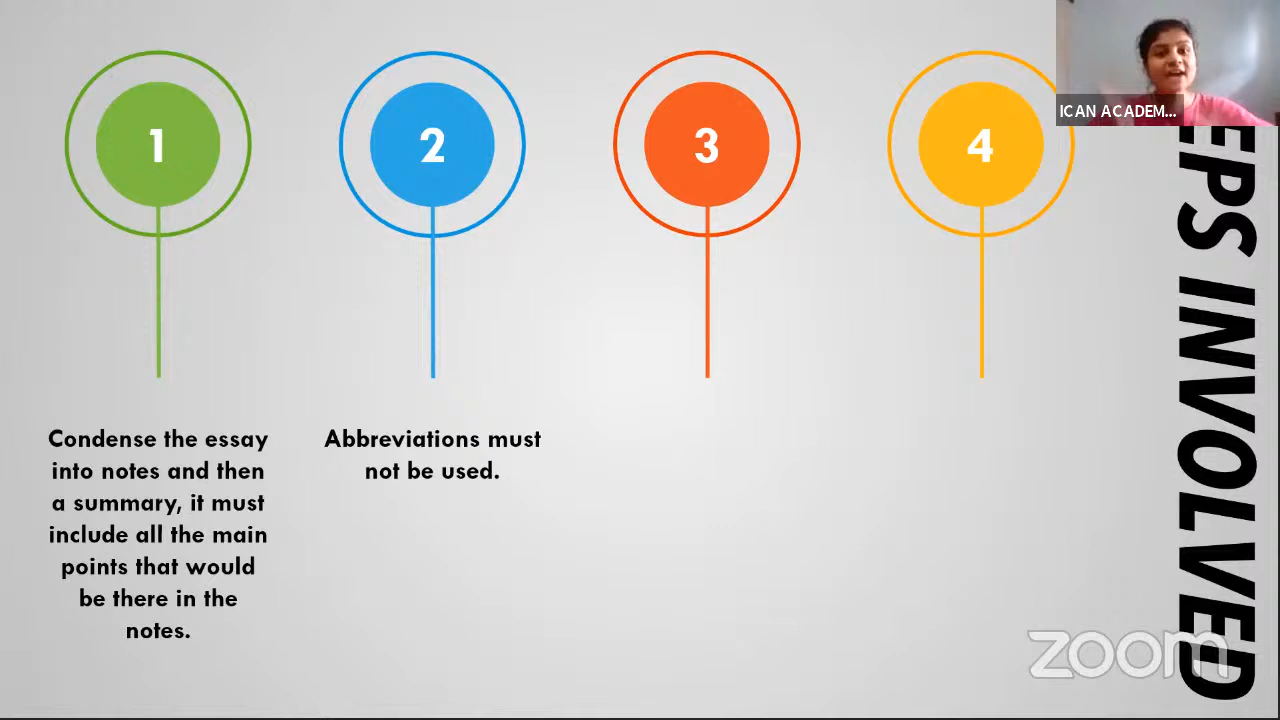 1
2
3
4
ICAN ACADEM...
EPS INVOLVED
Condense the essay
into notes and then
a summary, it must
include all the main
points that would
be there in the
notes.
Abbreviations must
not be used.
zoom